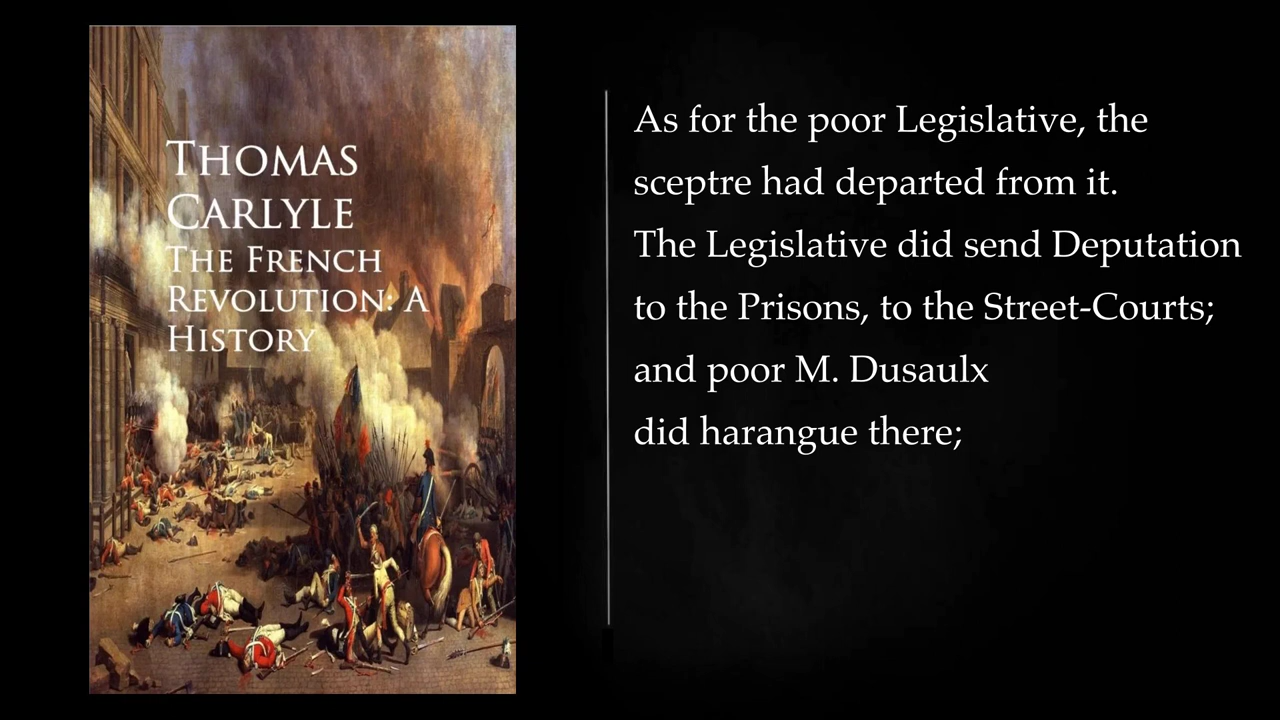 THOMAS
CARLYLE
THE FRENCH
REVOLUTION: A
HISTORY
As for the poor Legislative, the
sceptre had departed from it.
The Legislative did send Deputation
to the Prisons, to the Street-Courts;
and poor M. Dusaulx
did harangue there;